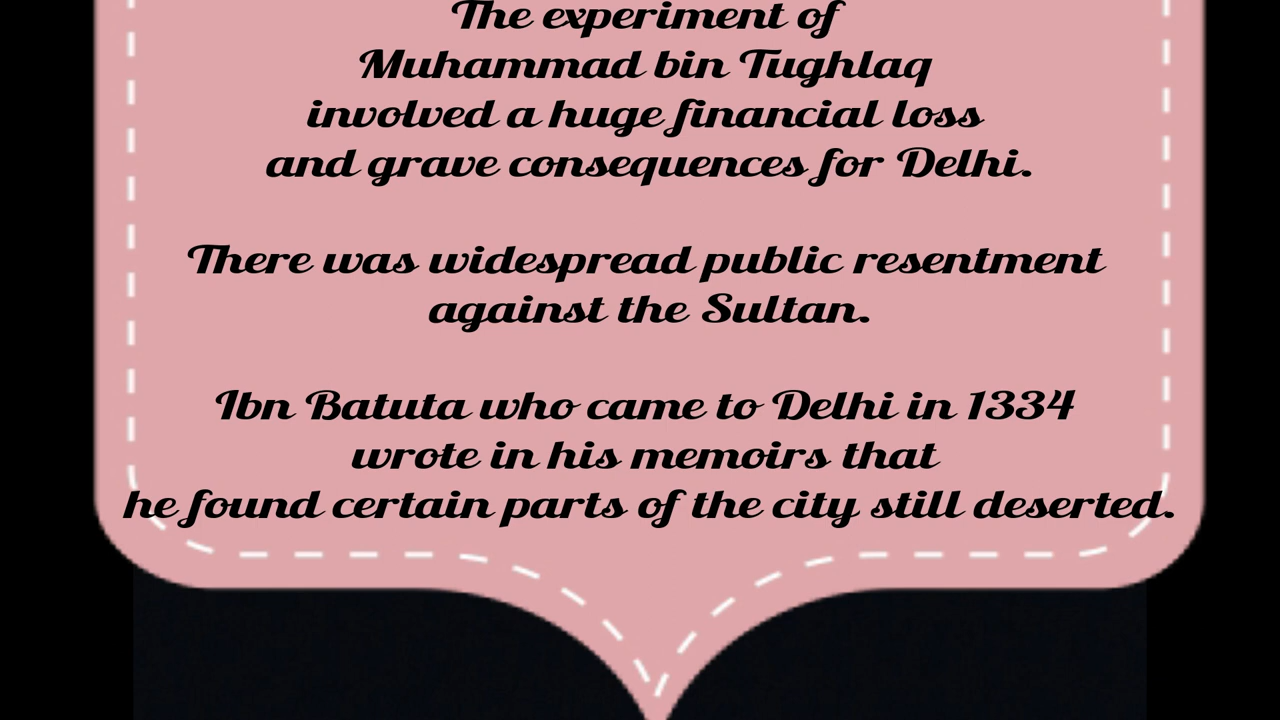 The experiment of
Muhammad bin Tughlaq
involved a huge financial loss
and grave consequences for Delhi.
There was widespread public resentment
against the Sultan.
Ibn Batuta who came to Delhi in 1334
wrote in his memoirs that
he found certain parts of the city still deserted.